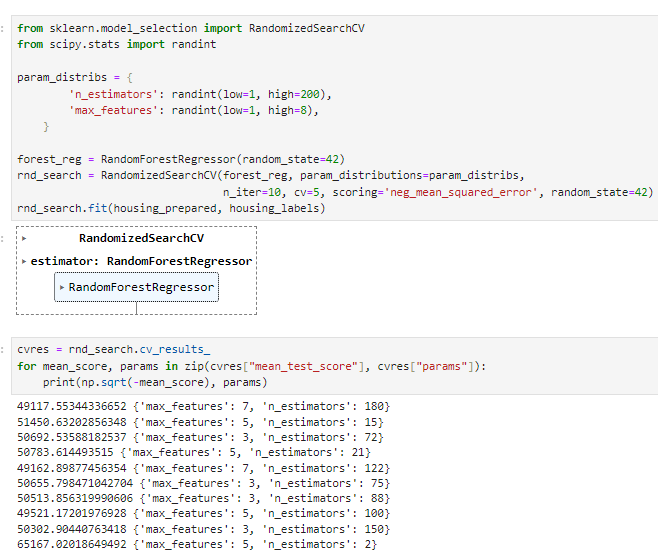 from sklearn.model_selection import RandomizedSearchCV
from scipy.stats import randint

param_distribs = {
        'n_estimators': randint(low=1, high=200),
        'max_features': randint(low=1, high=8),
    }

forest_reg = RandomForestRegressor(random_state=42)
rnd_search = RandomizedSearchCV(forest_reg, param_distributions=param_distribs,
                                n_iter=10, cv=5, scoring='neg_mean_squared_error', random_state=42)
rnd_search.fit(housing_prepared, housing_labels)
RandomizedSearchCV
estimator: RandomForestRegressor
RandomForestRegressor
cvres = rnd_search.cv_results_
for mean_score, params in zip(cvres["mean_test_score"], cvres["params"]):
    print(np.sqrt(-mean_score), params)
49117.55344336652 {'max_features': 7, 'n_estimators': 180}
51450.63202856348 {'max_features': 5, 'n_estimators': 15}
50692.53588182537 {'max_features': 3, 'n_estimators': 72}
50783.614493515 {'max_features': 5, 'n_estimators': 21}
49162.89877456354 {'max_features': 7, 'n_estimators': 122}
50655.798471042704 {'max_features': 3, 'n_estimators': 75}
50513.856319990606 {'max_features': 3, 'n_estimators': 88}
49521.17201976928 {'max_features': 5, 'n_estimators': 100}
50302.90440763418 {'max_features': 3, 'n_estimators': 150}
65167.02018649492 {'max_features': 5, 'n_estimators': 2}